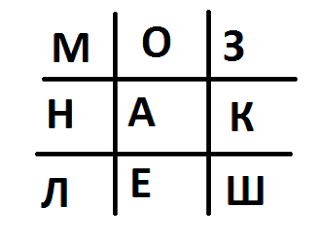 М О З
Н А К
Л Е Ш